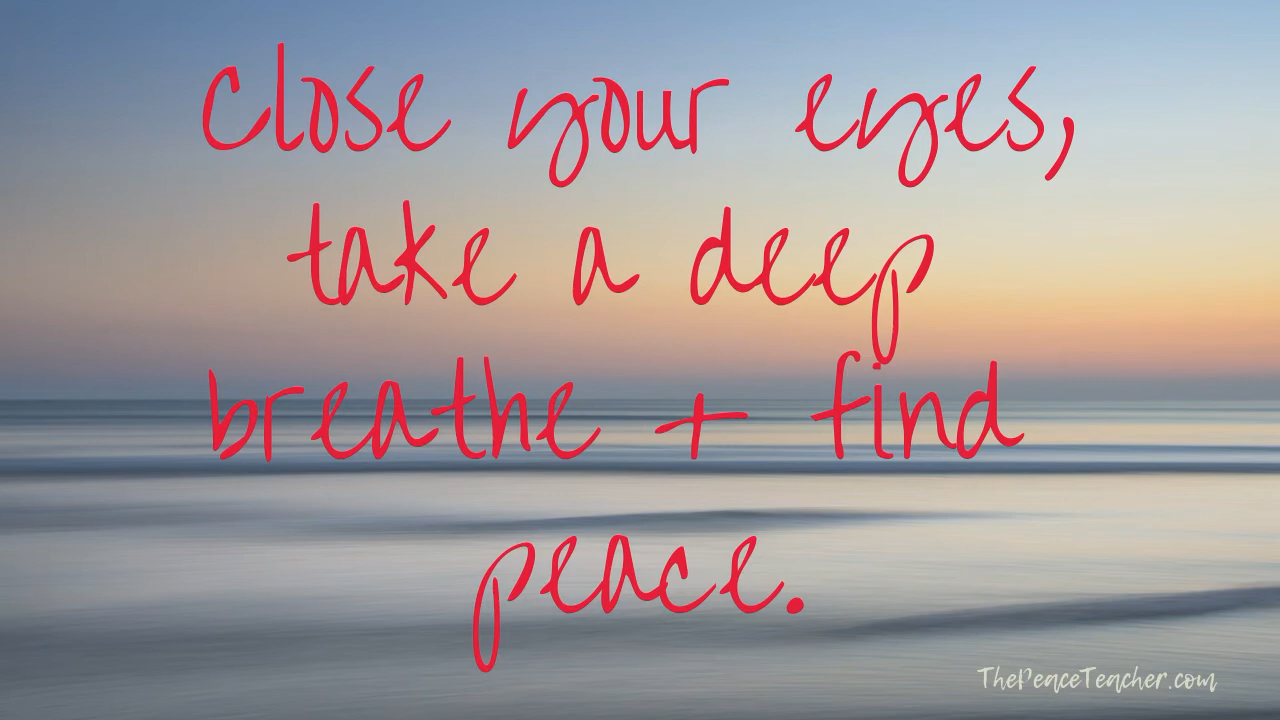 Close your eyes,
take a deep
breathe + find
peace.
ThePeaceTeacher.com